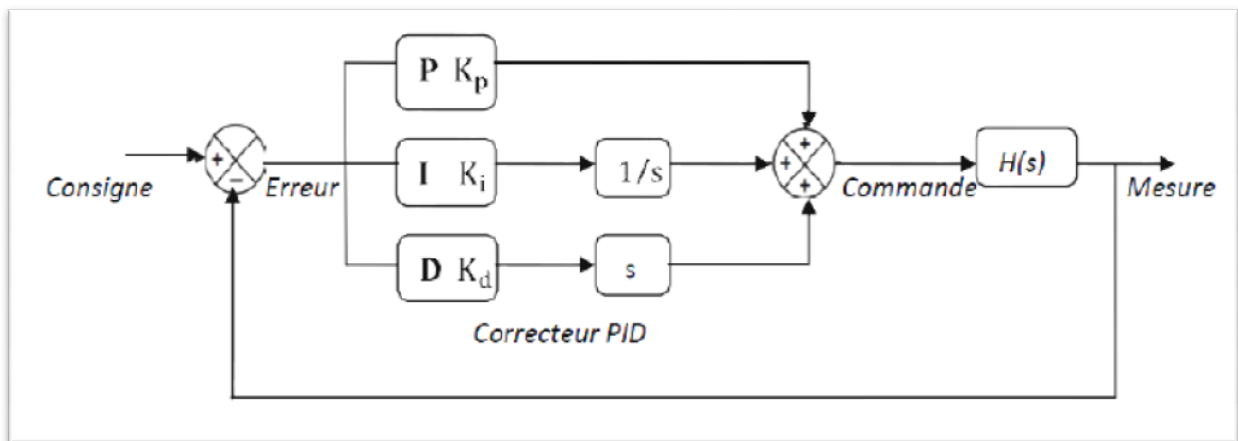 P Kp
+
+
I Ki
1/s
+
H(s)
Consigne
−
Erreur
+
Commande
Mesure
D Kd
s
Correcteur PID